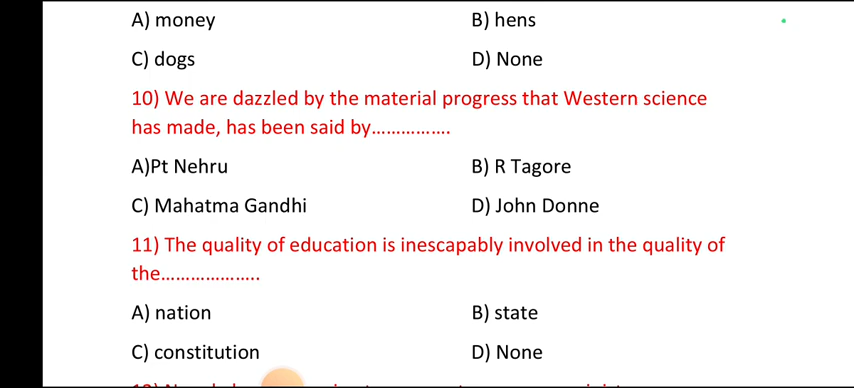 A) money B) hens
C) dogs D) None
10) We are dazzled by the material progress that Western science
has made, has been said by................
A)Pt Nehru B) R Tagore
C) Mahatma Gandhi D) John Donne
11) The quality of education is inescapably involved in the quality of
the....................
A) nation B) state
C) constitution D) None